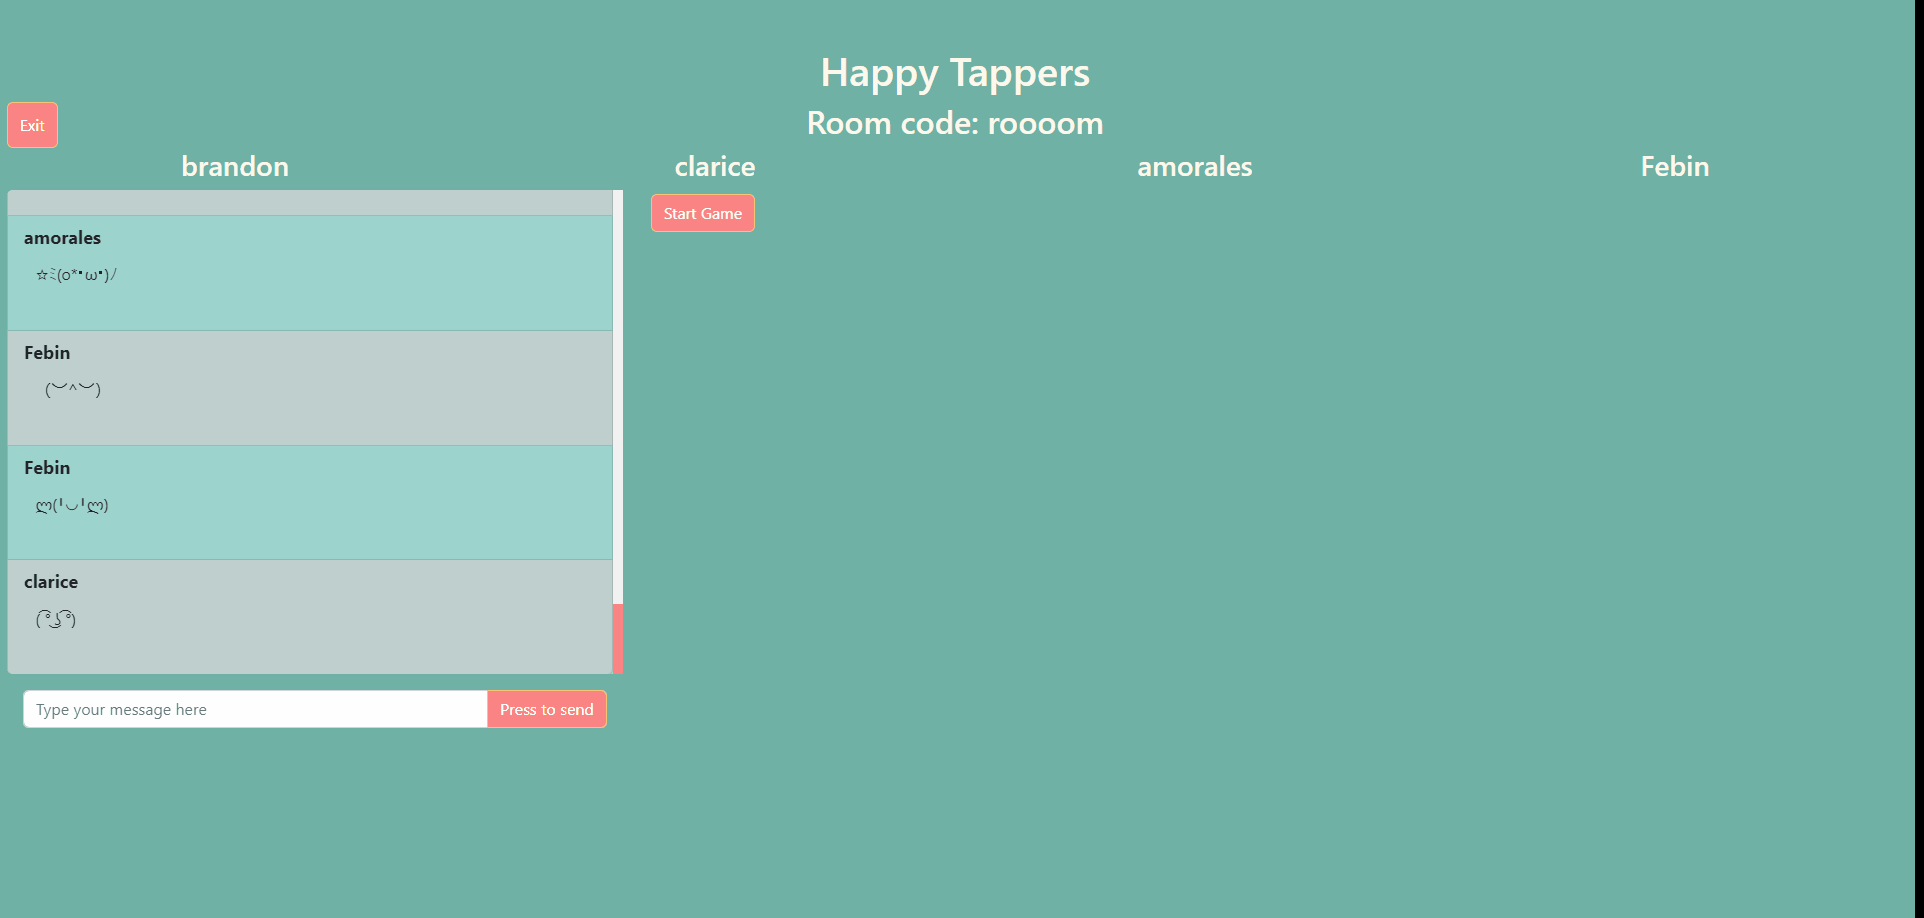 Happy Tappers
Exit
Room code: roooom
brandon clarice amorales Febin
Start Game
amorales
☆ミ(o*･ω･)ﾉ
Febin
(︶^︶)
Febin
ლ(╹◡╹ლ)
clarice
( ͡° ͜ʖ ͡°)
Type your message here Press to send